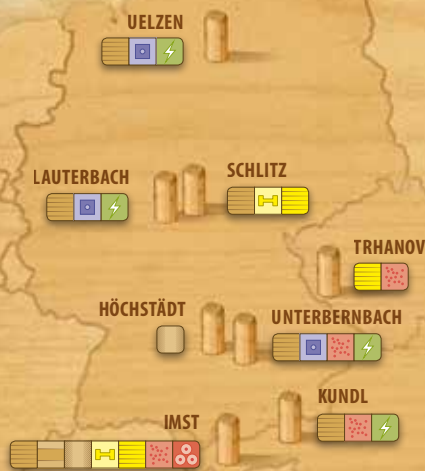 UELZEN
LAUTERBACH
SCHLITZ
TRHANOV
HÖCHSTÄDT
UNTERBERNBACH
KUNDL
IMST